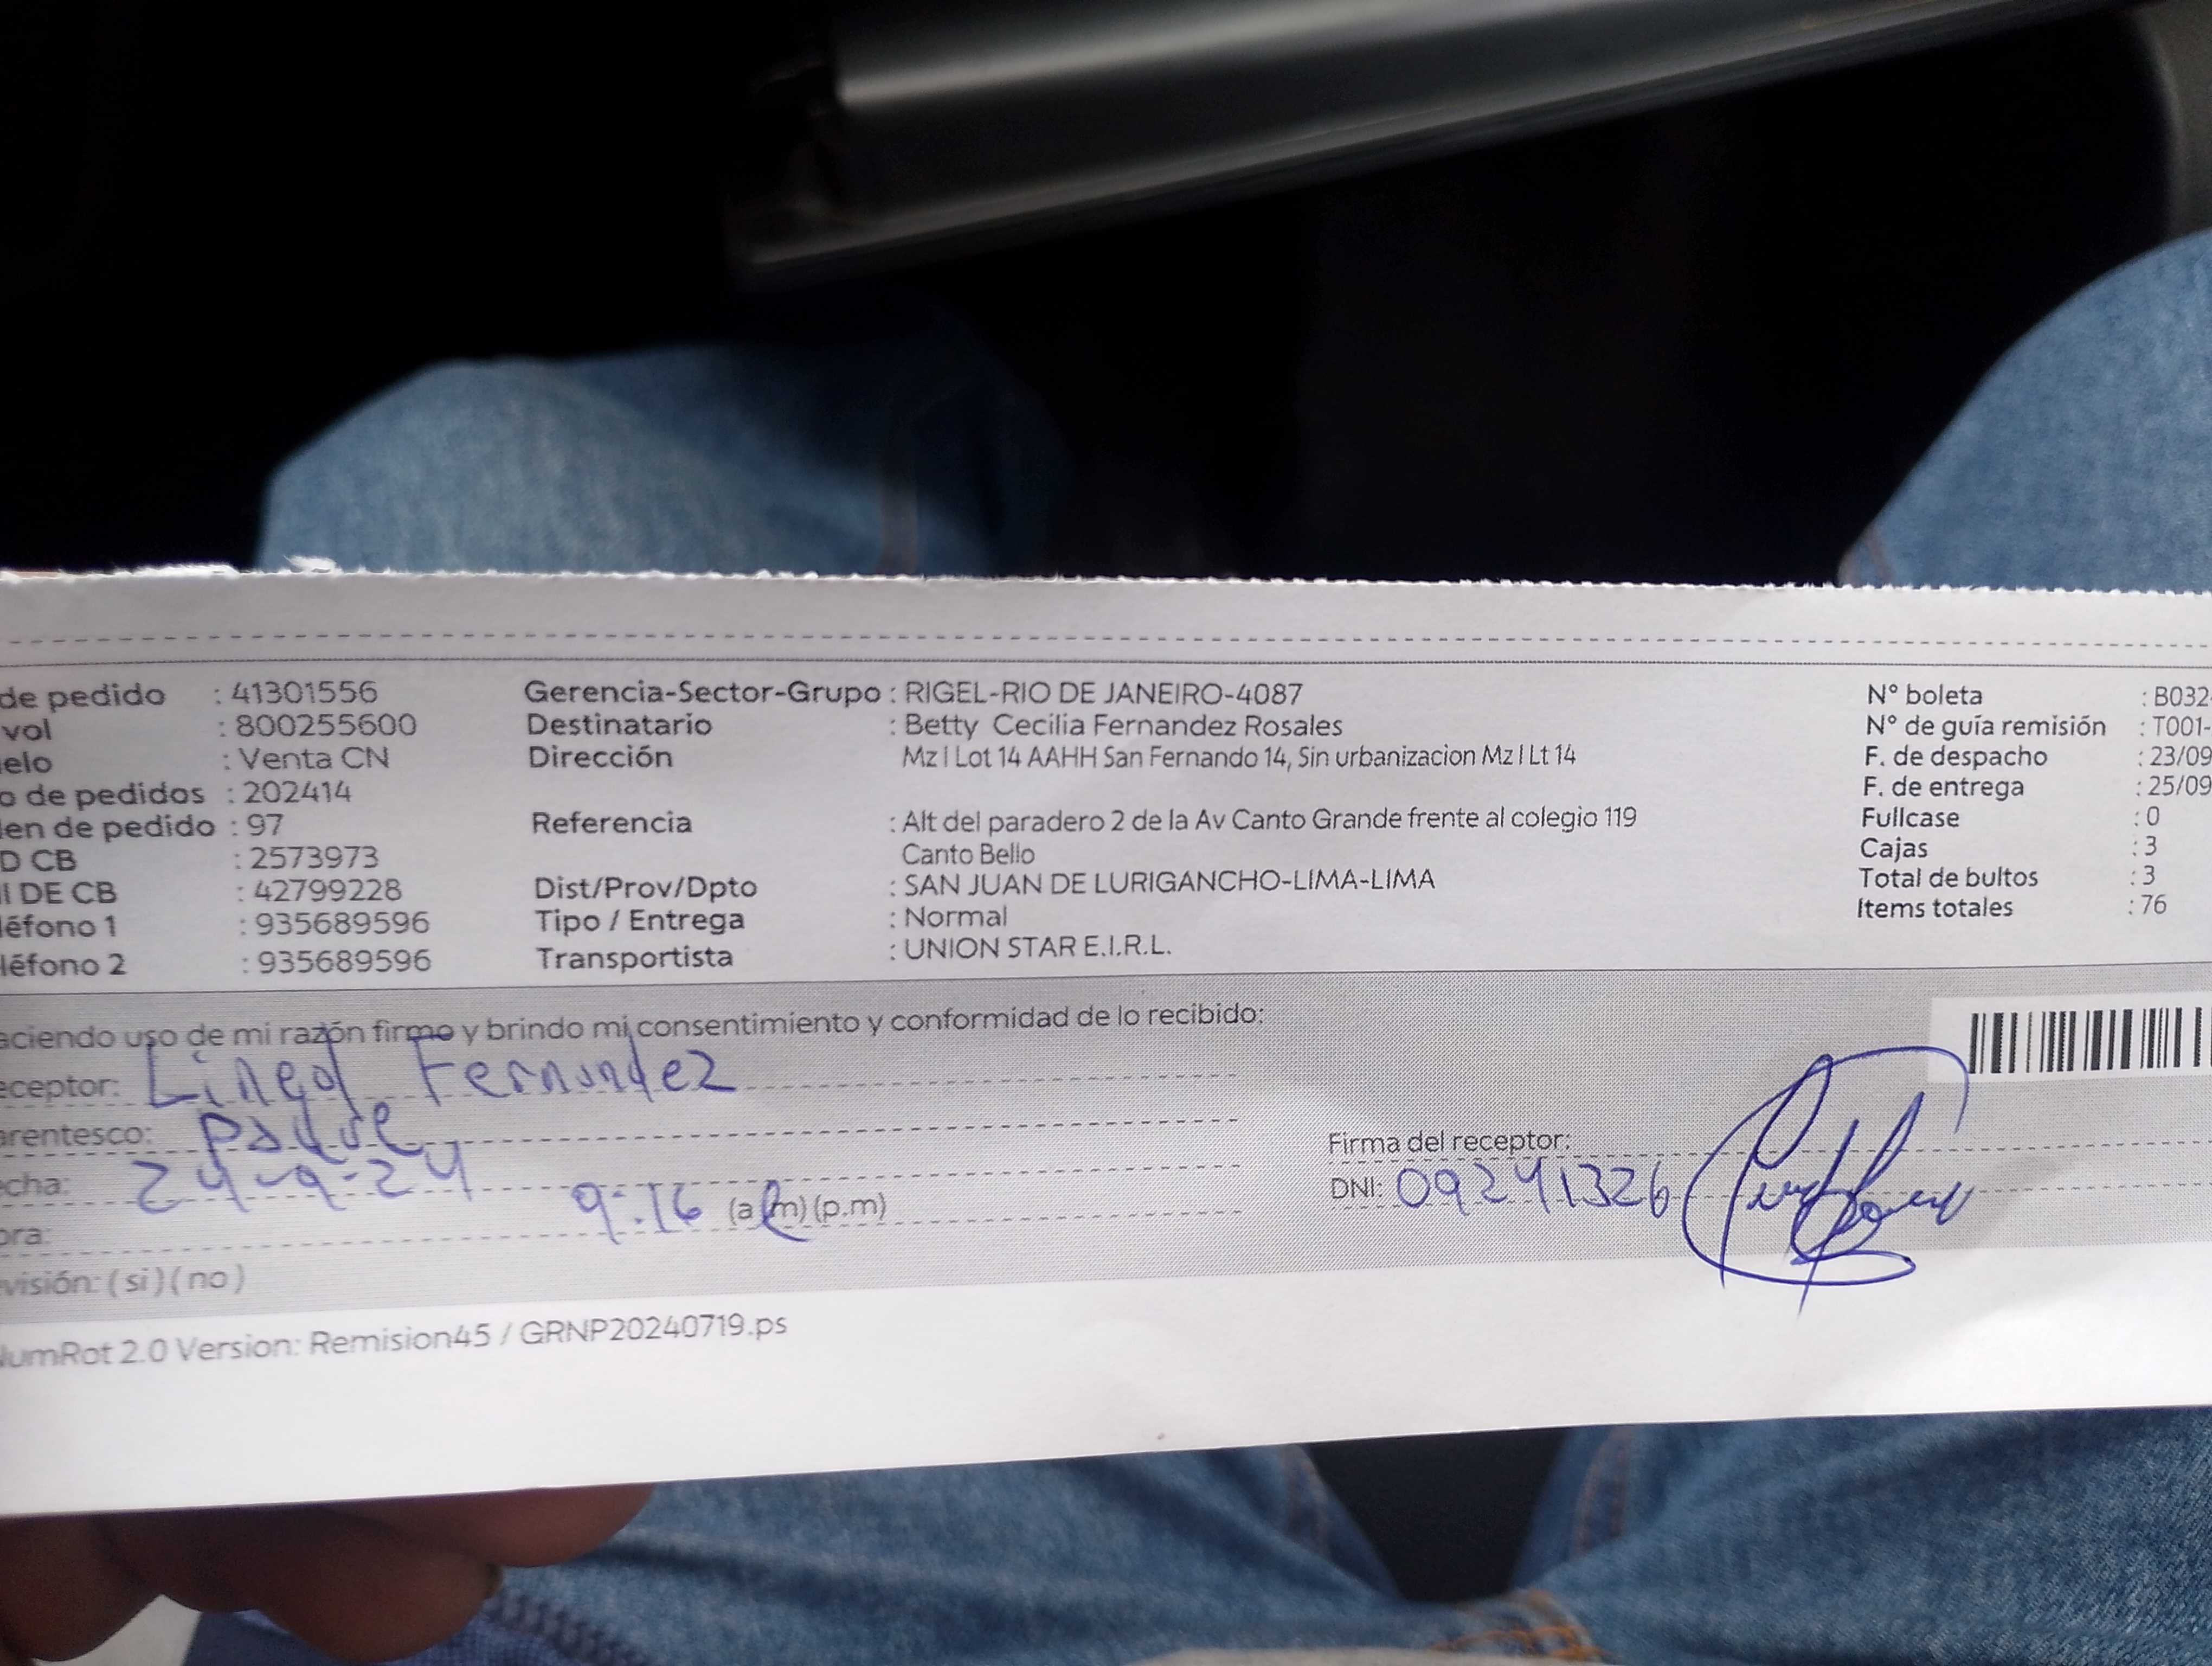 de pedido : 41301556 Gerencia-Sector-Grupo : RIGEL-RIO DE JANEIRO-4087 N° boleta : B032-
vol : 800255600 Destinatario : Betty Cecilia Fernandez Rosales N° de guía remisión : T001-
elo : Venta CN Dirección Mz I Lot 14 AAHH San Fernando 14, Sin urbanizacion Mz I Lt 14 F. de despacho : 23/09
o de pedidos : 202414 F. de entrega : 25/09
en de pedido : 97 Referencia : Alt del paradero 2 de la Av Canto Grande frente al colegio 119 Fullcase : 0
D CB : 2573973 Canto Bello Cajas : 3
I DE CB : 42799228 Dist/Prov/Dpto : SAN JUAN DE LURIGANCHO-LIMA-LIMA Total de bultos : 3
léfono 1 : 935689596 Tipo / Entrega : Normal Items totales : 76
léfono 2 : 935689596 Transportista : UNION STAR E.I.R.L.
aciendo uso de mi razón firmo y brindo mi consentimiento y conformidad de lo recibido:
eceptor: Fernandez
arentesco: Padre Firma del receptor:
echa: 24-9-24 DNI: 09241326
ora: 9:16 (a.m)(p.m)
visión: (si)(no)
NumRot 2.0 Version: Remision45 / GRNP20240719.ps